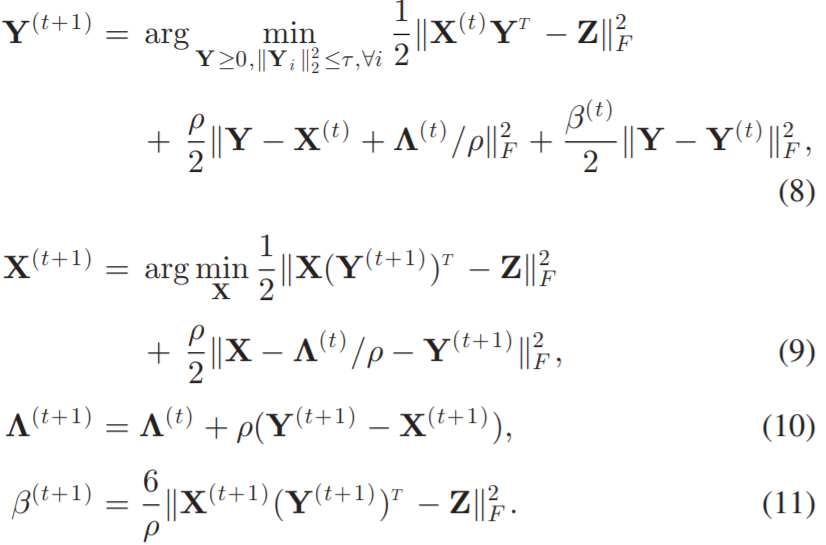 Y^(t+1) = arg min_{Y≥0,‖Y_i‖_2^2≤τ,∀i} 1/2 ‖X^(t)Y^T − Z‖_F^2
+ ρ/2 ‖Y − X^(t) + Λ^(t)/ρ‖_F^2 + β^(t)/2 ‖Y − Y^(t)‖_F^2,
(8)
X^(t+1) = arg min_X 1/2 ‖X(Y^(t+1))^T − Z‖_F^2
+ ρ/2 ‖X − Λ^(t)/ρ − Y^(t+1)‖_F^2, (9)
Λ^(t+1) = Λ^(t) + ρ(Y^(t+1) − X^(t+1)), (10)
β^(t+1) = 6/ρ ‖X^(t+1)(Y^(t+1))^T − Z‖_F^2. (11)